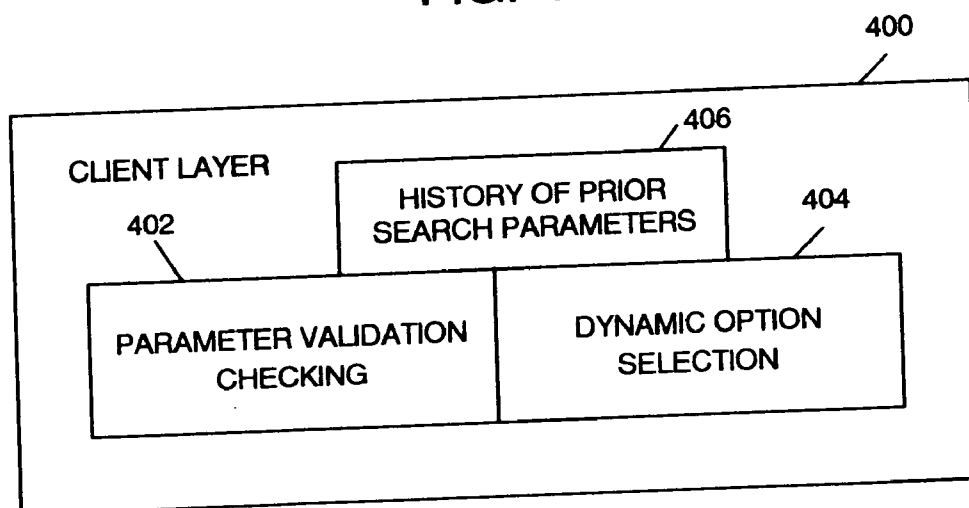 400
CLIENT LAYER
406
HISTORY OF PRIOR
SEARCH PARAMETERS
404
402
PARAMETER VALIDATION
CHECKING
DYNAMIC OPTION
SELECTION